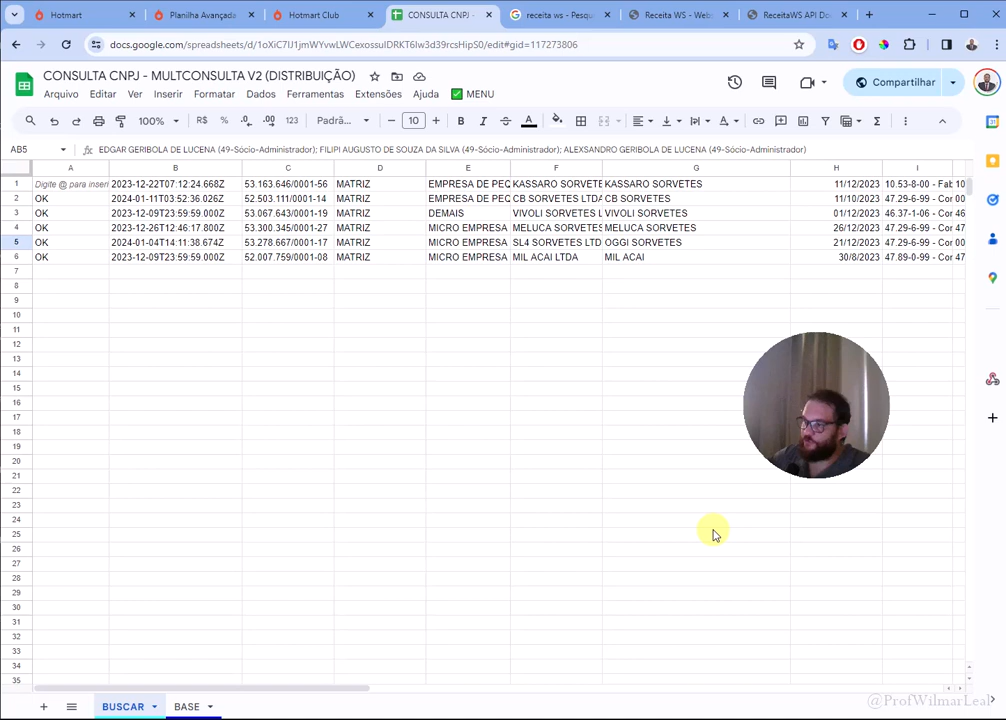 Hotmart
Planilha Avançada
Hotmart Club
CONSULTA CNPJ - MULT
receita ws - Pesqu
Receita WS - Webs
ReceitaWS API Do
docs.google.com/spreadsheets/d/1oXiC7IJ1jmWYvwLWCexossuIDRKT6Iw3d39rcsHipS0/edit#gid=117273806
CONSULTA CNPJ - MULTCONSULTA V2 (DISTRIBUIÇÃO)
Arquivo Editar Ver Inserir Formatar Dados Ferramentas Extensões Ajuda ✅ MENU
Compartilhar
100% R$ % .0 .00 123 Padrã... 10
AB5 fx EDGAR GERIBOLA DE LUCENA (49-Sócio-Administrador); FILIPI AUGUSTO DE SOUZA DA SILVA (49-Sócio-Administrador); ALEXSANDRO GERIBOLA DE LUCENA (49-Sócio-Administrador)
A B C D E F G H I
1 Digite @ para inseri 2023-12-22T07:12:24.668Z 53.163.646/0001-56 MATRIZ EMPRESA DE PEQ KASSARO SORVETE KASSARO SORVETES 11/12/2023 10.53-8-00 - Fab 10
2 OK 2024-01-11T03:52:36.026Z 52.503.111/0001-14 MATRIZ EMPRESA DE PEQ CB SORVETES LTDA CB SORVETES 11/10/2023 47.29-6-99 - Cor 00
3 OK 2023-12-09T23:59:59.000Z 53.067.643/0001-19 MATRIZ DEMAIS VIVOLI SORVETES L VIVOLI SORVETES 01/12/2023 46.37-1-06 - Cor 46
4 OK 2023-12-26T12:46:17.800Z 53.300.345/0001-27 MATRIZ MICRO EMPRESA MELUCA SORVETES MELUCA SORVETES 26/12/2023 47.29-6-99 - Cor 47
5 OK 2024-01-04T14:11:38.674Z 53.278.667/0001-17 MATRIZ MICRO EMPRESA SL4 SORVETES LTD OGGI SORVETES 21/12/2023 47.29-6-99 - Cor 00
6 OK 2023-12-09T23:59:59.000Z 52.007.759/0001-08 MATRIZ MICRO EMPRESA MIL ACAI LTDA MIL ACAI 30/8/2023 47.89-0-99 - Cor 47
7
8
9
10
11
12
13
14
15
16
17
18
19
20
21
22
23
24
25
26
27
28
29
30
31
32
33
34
35
BUSCAR BASE
@ProfWilmarLeal